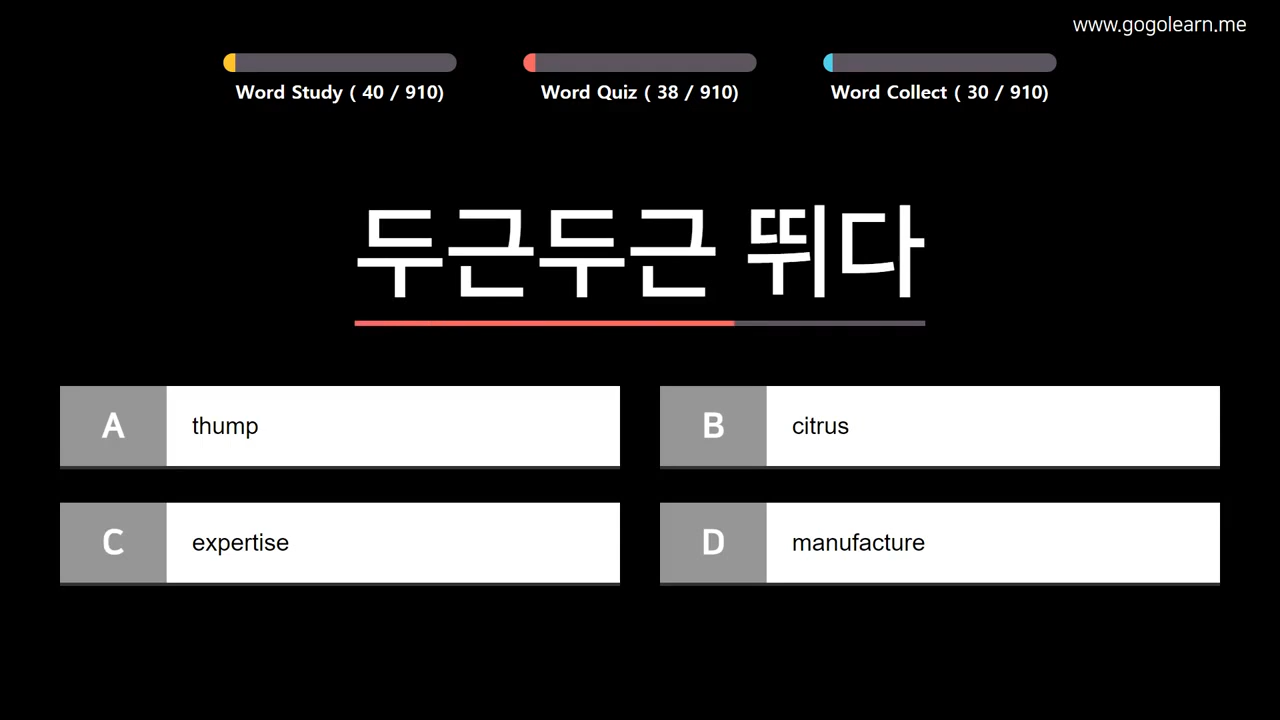 www.gogolearn.me
Word Study ( 40 / 910)
Word Quiz ( 38 / 910)
Word Collect ( 30 / 910)
두근두근 뛰다
A thump
B citrus
C expertise
D manufacture